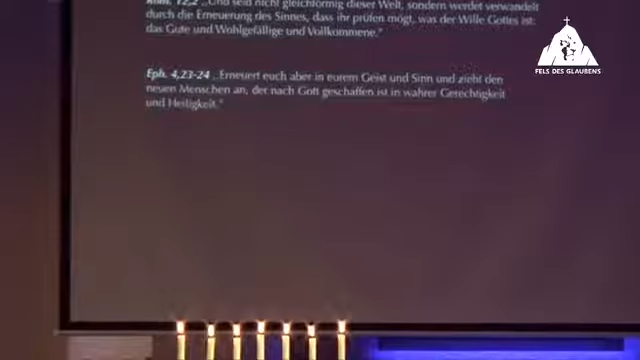 Röm. 12,2 „Und seid nicht gleichförmig dieser Welt, sondern werdet verwandelt
durch die Erneuerung des Sinnes, dass ihr prüfen mögt, was der Wille Gottes ist:
das Gute und Wohlgefällige und Vollkommene."
Eph. 4,23-24 „Erneuert euch aber in eurem Geist und Sinn und zieht den
neuen Menschen an, der nach Gott geschaffen ist in wahrer Gerechtigkeit
und Heiligkeit."
FELS DES GLAUBENS